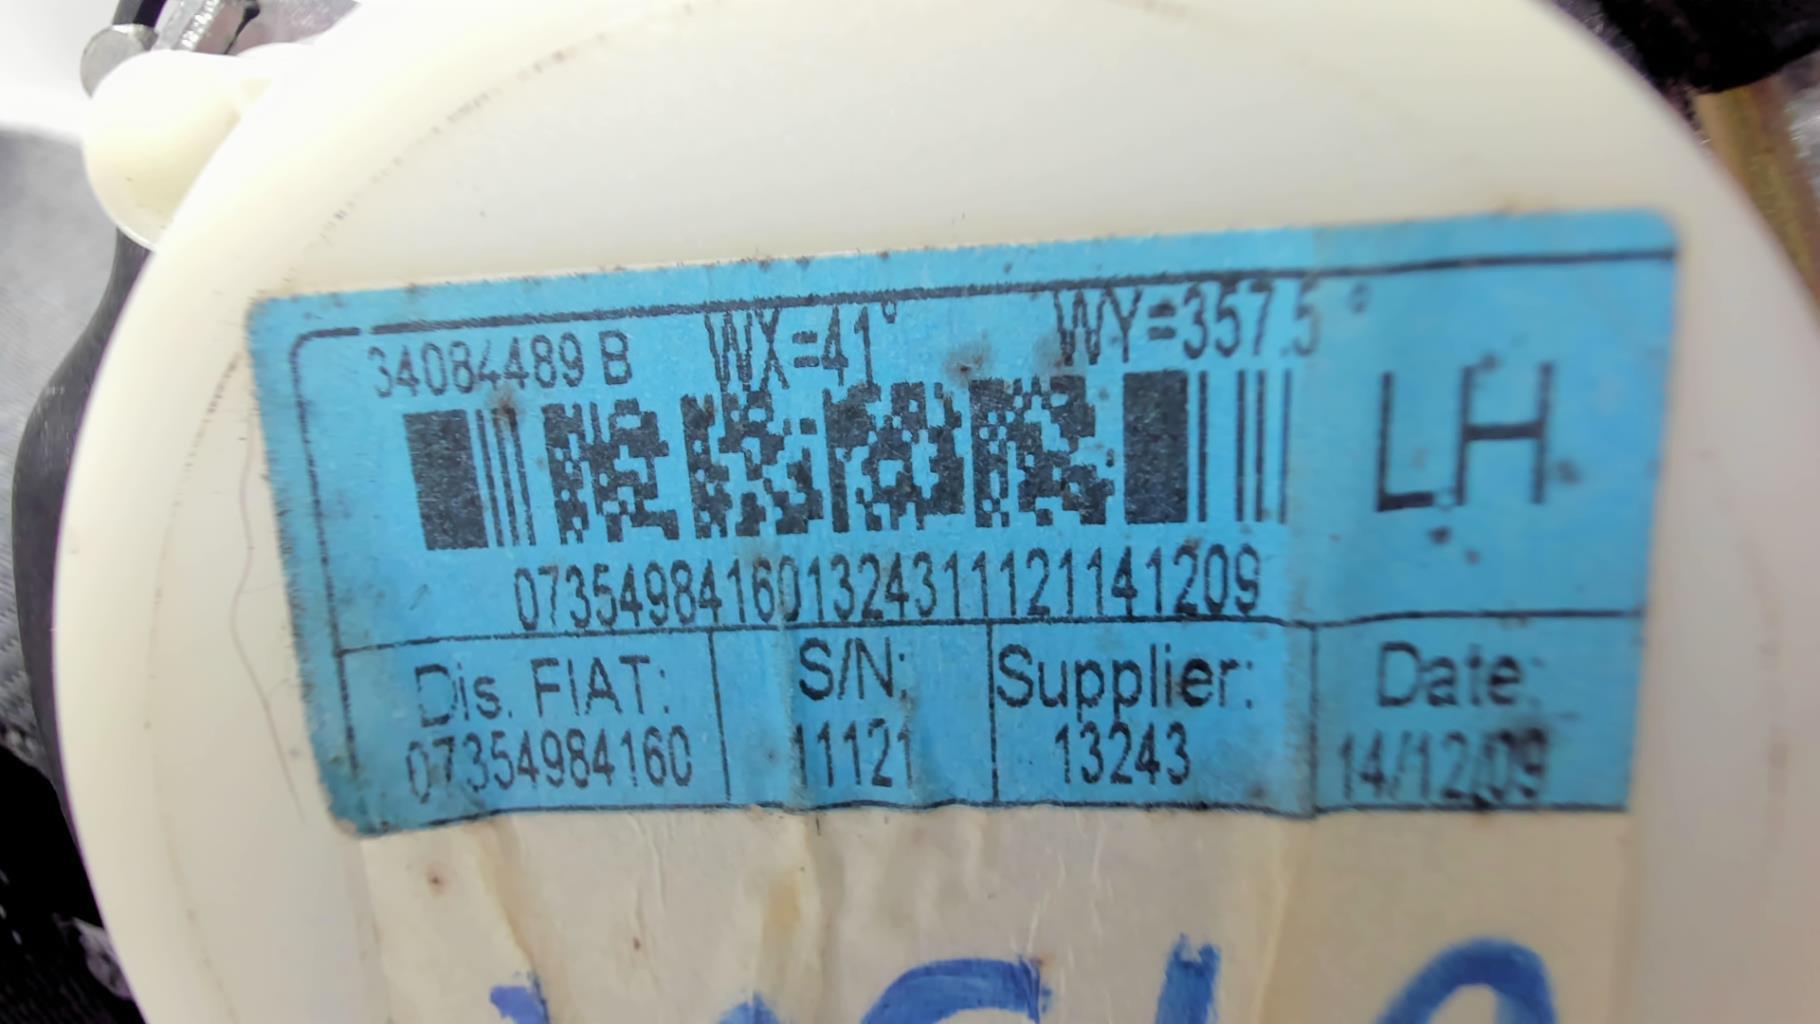 34084489 B WX=41° WY=357.5°
LH
073549841601324311121141209
Dis. FIAT: S/N: Supplier: Date:
07354984160 11121 13243 14/12/09